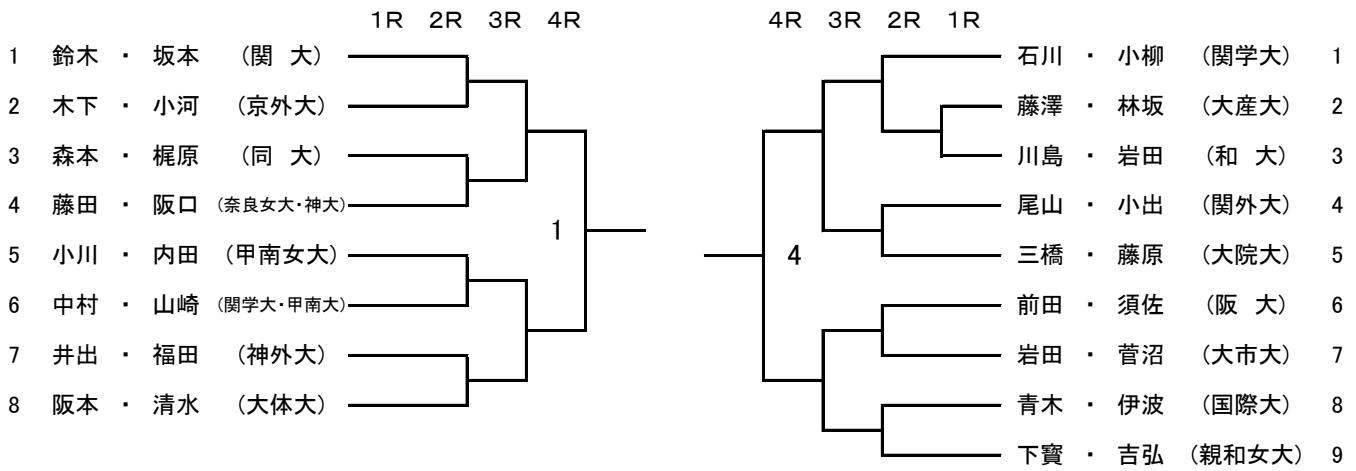 1R 2R 3R 4R
1 鈴木 ・ 坂本 (関 大)
2 木下 ・ 小河 (京外大)
3 森本 ・ 梶原 (同 大)
4 藤田 ・ 阪口 (奈良女大・神大)
5 小川 ・ 内田 (甲南女大)
6 中村 ・ 山崎 (関学大・甲南大)
7 井出 ・ 福田 (神外大)
8 阪本 ・ 清水 (大体大)
1
4R 3R 2R 1R
石川 ・ 小柳 (関学大) 1
藤澤 ・ 林坂 (大産大) 2
川島 ・ 岩田 (和 大) 3
尾山 ・ 小出 (関外大) 4
三橋 ・ 藤原 (大院大) 5
前田 ・ 須佐 (阪 大) 6
岩田 ・ 菅沼 (大市大) 7
青木 ・ 伊波 (国際大) 8
下寳 ・ 吉弘 (親和女大) 9
4